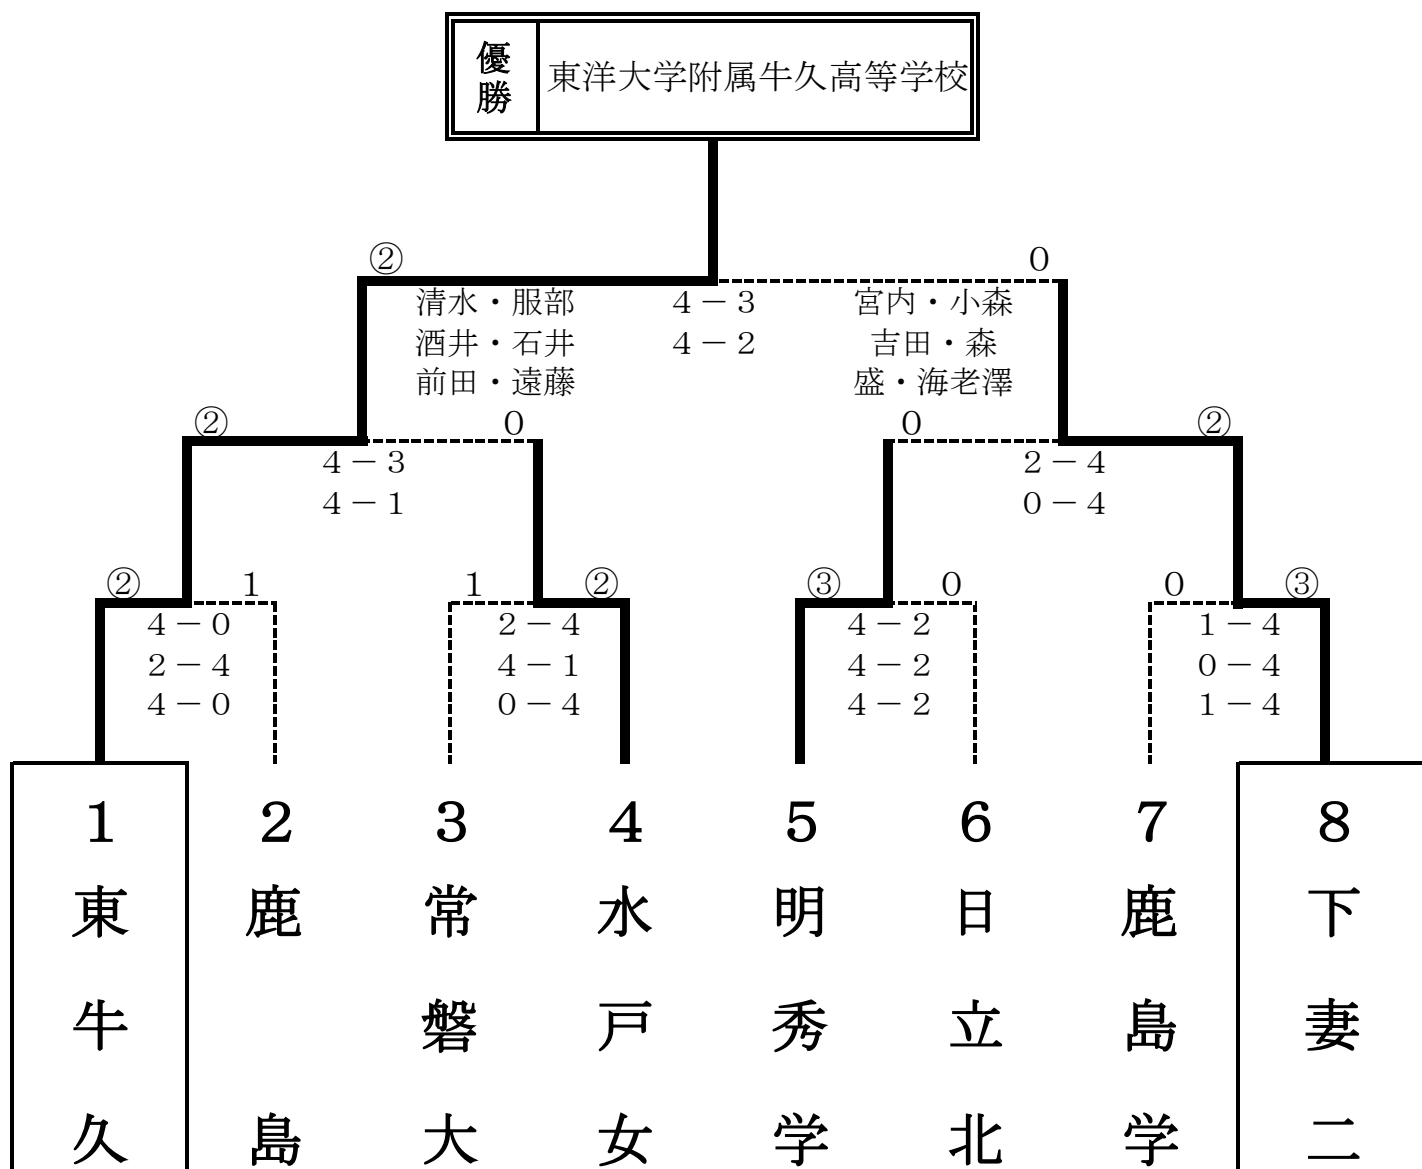 優勝
東洋大学附属牛久高等学校
② 0
清水・服部 4－3 宮内・小森
酒井・石井 4－2 吉田・森
前田・遠藤 盛・海老澤
② 0 0 ②
4－3 2－4
4－1 0－4
② 1 1 ② ③ 0 0 ③
4－0 2－4 4－2 1－4
2－4 4－1 4－2 0－4
4－0 0－4 4－2 1－4
1 2 3 4 5 6 7 8
東牛久
鹿島
常磐大
水戸女
明秀学
日立北
鹿島学
下妻二